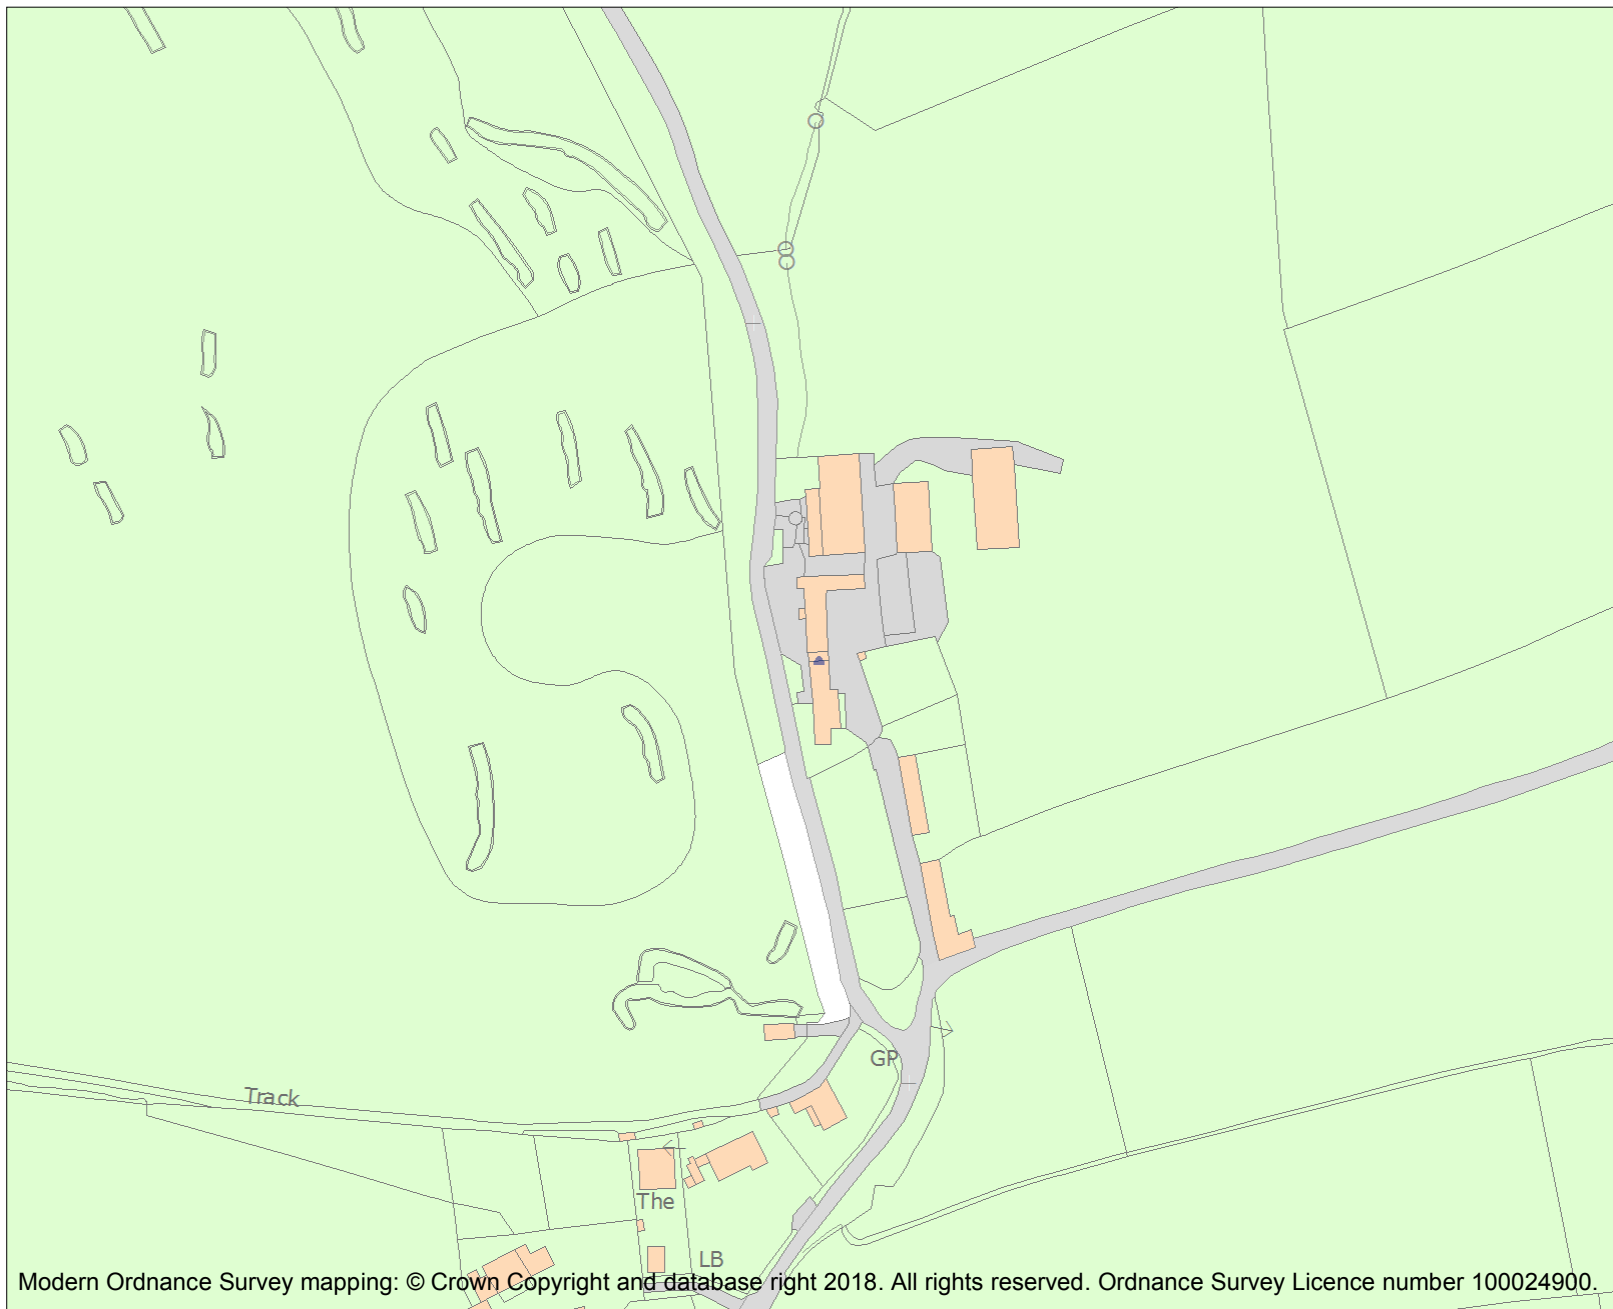 GP
Track
The
LB
Modern Ordnance Survey mapping: © Crown Copyright and database right 2018. All rights reserved. Ordnance Survey Licence number 100024900.